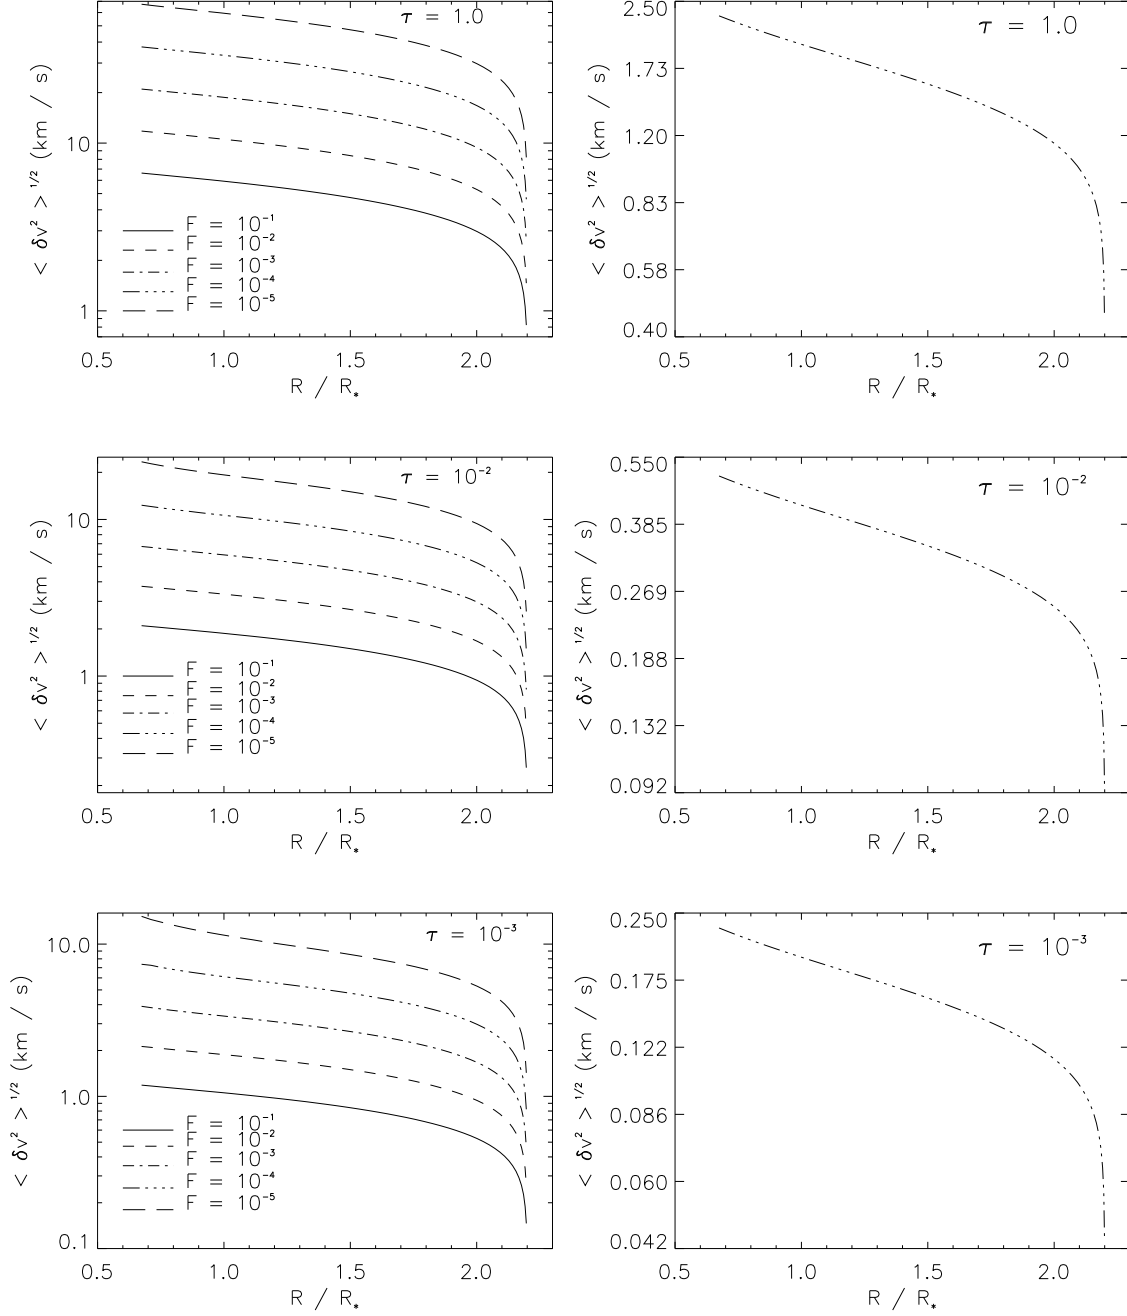 τ = 1.0
< δv² >^1/2 (km / s)
10
1
F = 10⁻¹
F = 10⁻²
F = 10⁻³
F = 10⁻⁴
F = 10⁻⁵
0.5 1.0 1.5 2.0
R / R*
τ = 1.0
< δv² >^1/2 (km / s)
2.50
1.73
1.20
0.83
0.58
0.40
0.5 1.0 1.5 2.0
R / R*
τ = 10⁻²
< δv² >^1/2 (km / s)
10
1
F = 10⁻¹
F = 10⁻²
F = 10⁻³
F = 10⁻⁴
F = 10⁻⁵
0.5 1.0 1.5 2.0
R / R*
τ = 10⁻²
< δv² >^1/2 (km / s)
0.550
0.385
0.269
0.188
0.132
0.092
0.5 1.0 1.5 2.0
R / R*
τ = 10⁻³
< δv² >^1/2 (km / s)
10.0
1.0
0.1
F = 10⁻¹
F = 10⁻²
F = 10⁻³
F = 10⁻⁴
F = 10⁻⁵
0.5 1.0 1.5 2.0
R / R*
τ = 10⁻³
< δv² >^1/2 (km / s)
0.250
0.175
0.122
0.086
0.060
0.042
0.5 1.0 1.5 2.0
R / R*